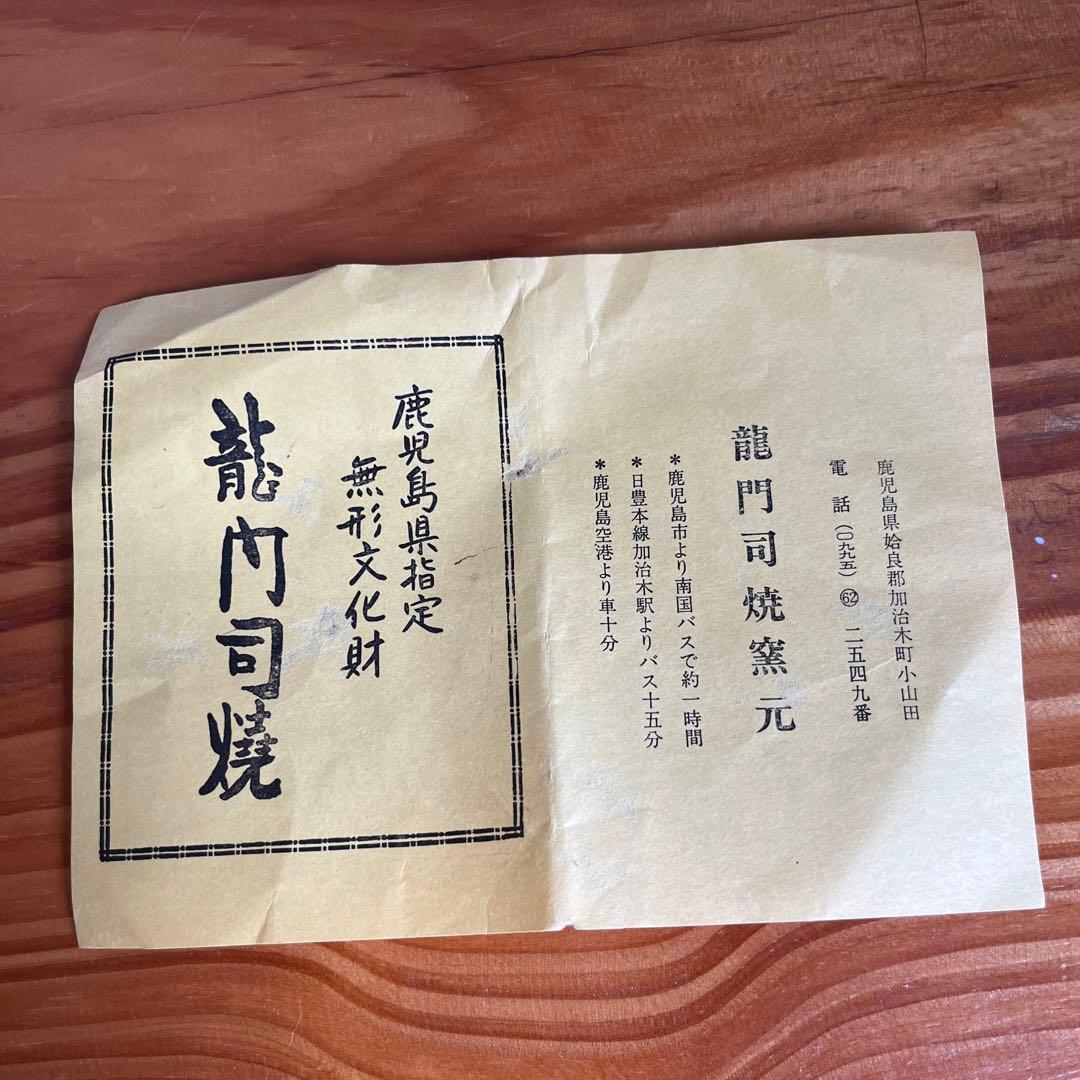 鹿児島県姶良郡加治木町小山田
電話(〇九九五)62二五四九番
龍門司焼窯元
*鹿児島市より南国バスで約一時間
*日豊本線加治木駅よりバス十五分
*鹿児島空港より車十分
鹿児島県指定
無形文化財
龍門司燒